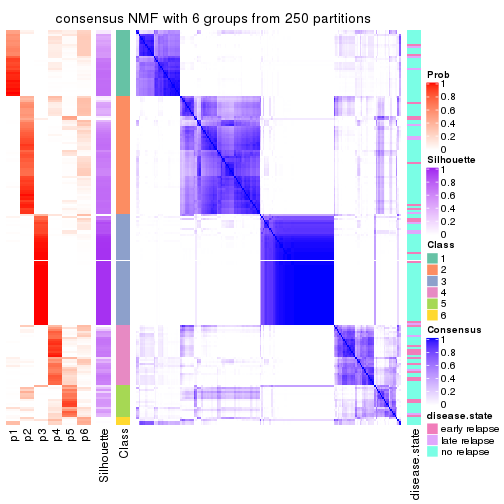 consensus NMF with 6 groups from 250 partitions
Prob
1
0.8
0.6
0.4
0.2
0
Silhouette
1
0.8
0.6
0.4
0.2
0
Class
1
2
3
4
5
6
Consensus
1
0.8
0.6
0.4
0.2
0
disease.state
early relapse
late relapse
no relapse
p1
p2
p3
p4
p5
p6
Silhouette
Class
disease.state